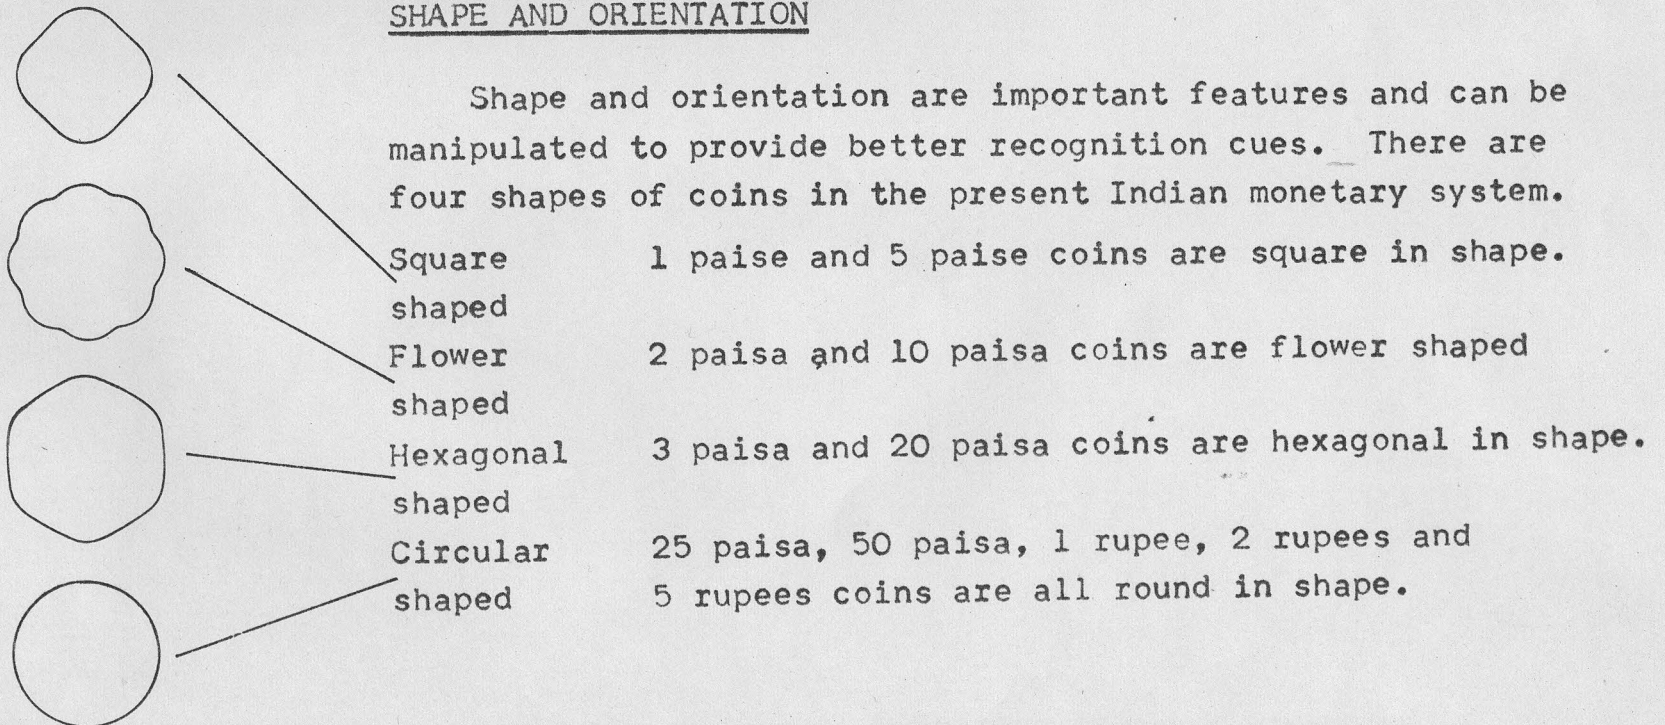 SHAPE AND ORIENTATION
Shape and orientation are important features and can be
manipulated to provide better recognition cues. There are
four shapes of coins in the present Indian monetary system.
Square 1 paise and 5 paise coins are square in shape.
shaped
Flower 2 paisa and 10 paisa coins are flower shaped
shaped
Hexagonal 3 paisa and 20 paisa coins are hexagonal in shape.
shaped
Circular 25 paisa, 50 paisa, 1 rupee, 2 rupees and
shaped 5 rupees coins are all round in shape.